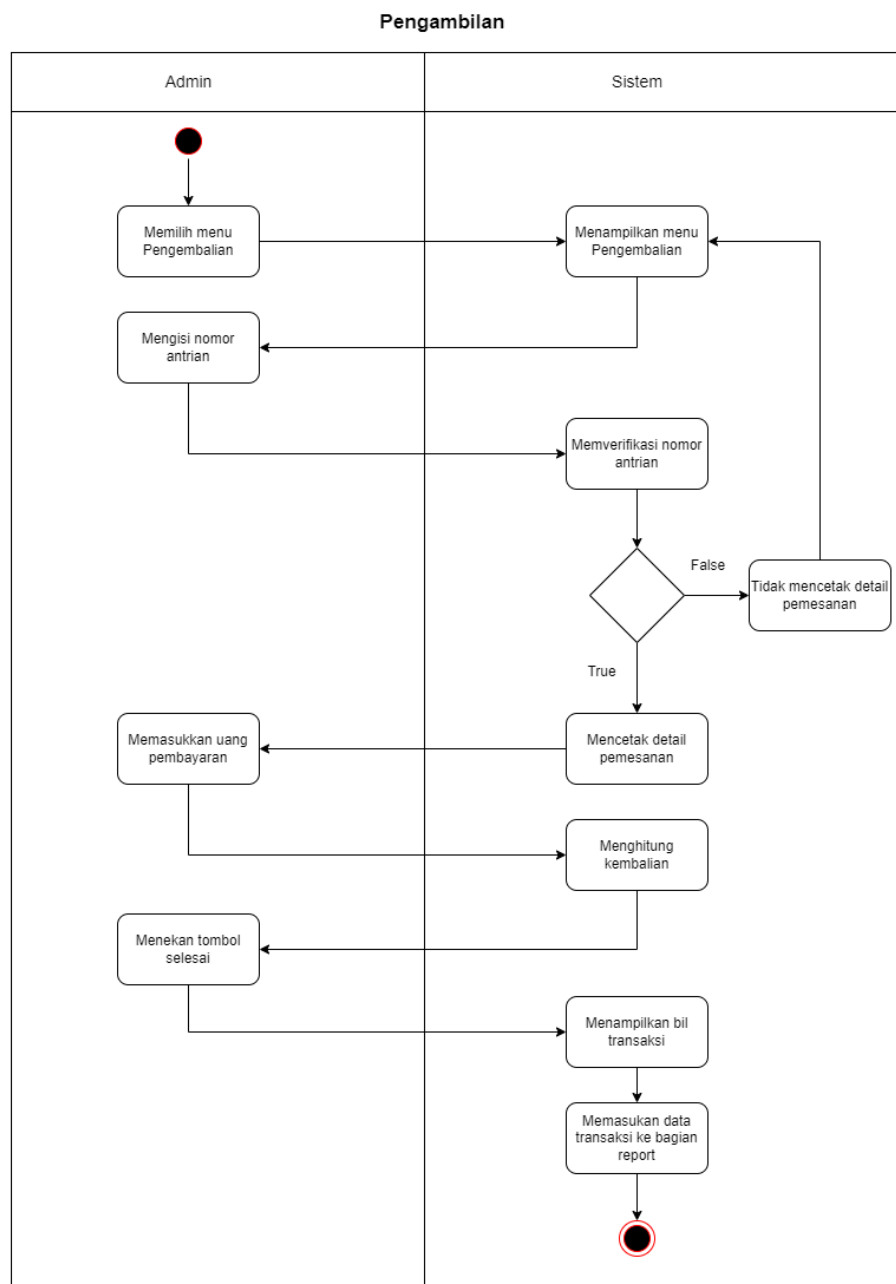 Pengambilan
Admin
Sistem
Memilih menu
Pengembalian
Menampilkan menu
Pengembalian
Mengisi nomor
antrian
Memverifikasi nomor
antrian
False
Tidak mencetak detail
pemesanan
True
Memasukkan uang
pembayaran
Mencetak detail
pemesanan
Menghitung
kembalian
Menekan tombol
selesai
Menampilkan bil
transaksi
Memasukan data
transaksi ke bagian
report